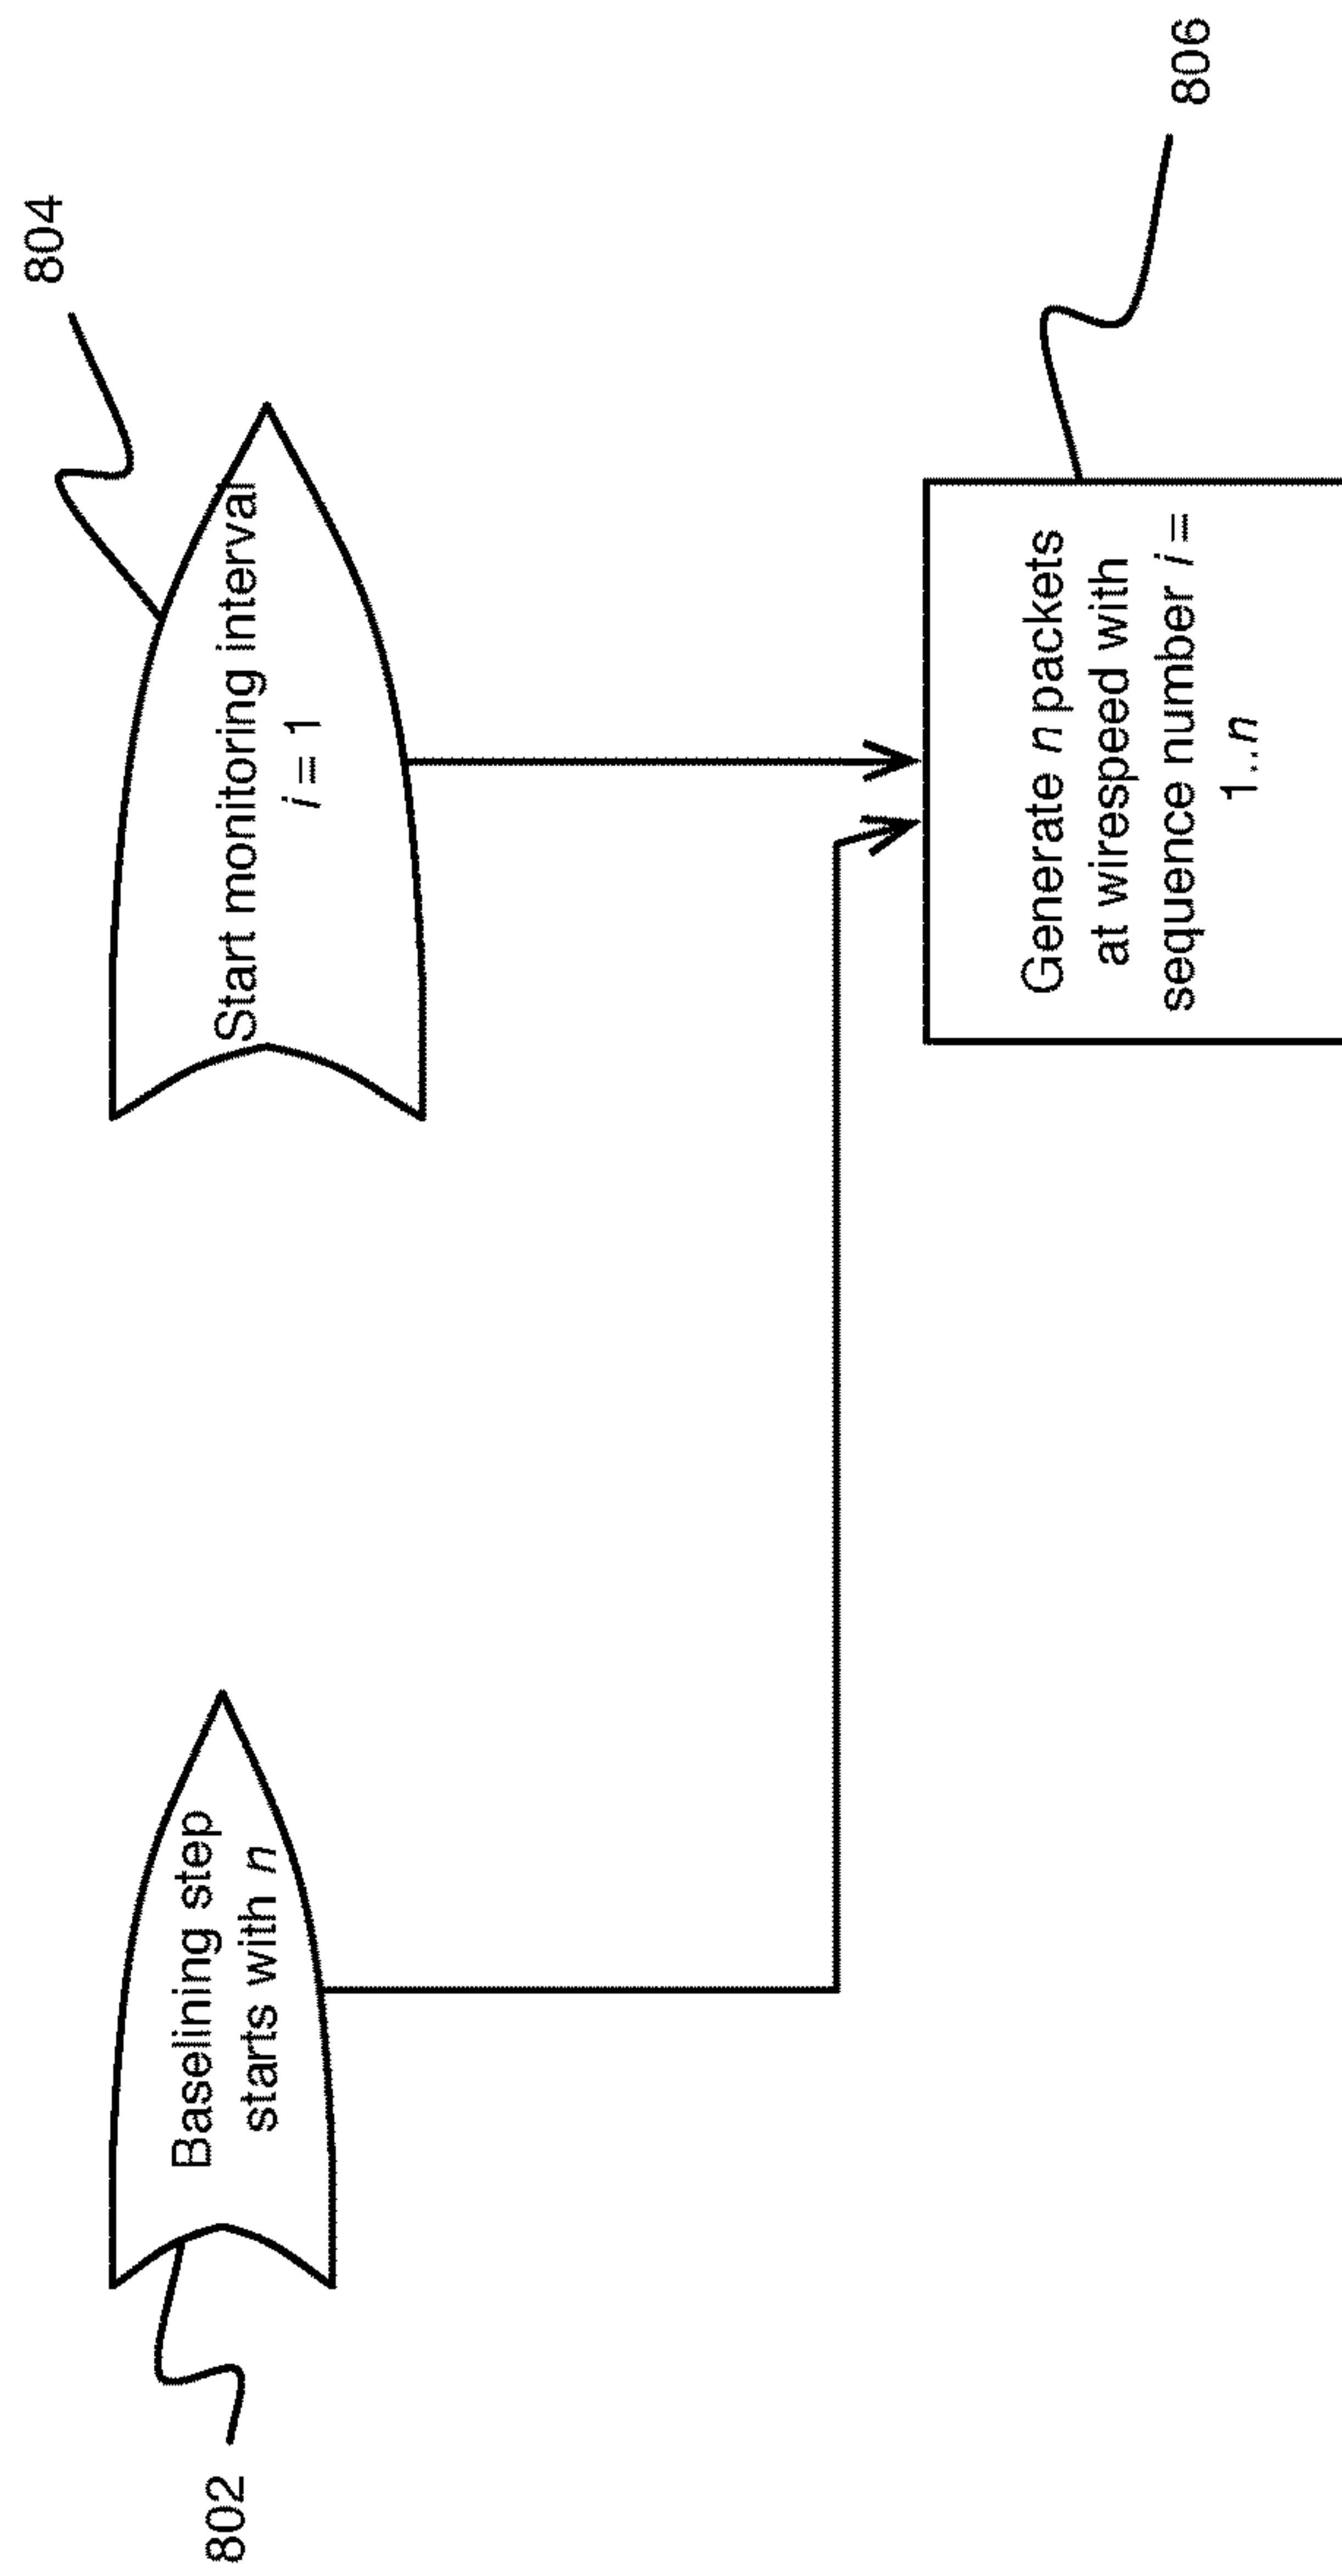 802
Baselining step
starts with n
804
Start monitoring interval
i = 1
806
Generate n packets
at wirespeed with
sequence number i =
1...n